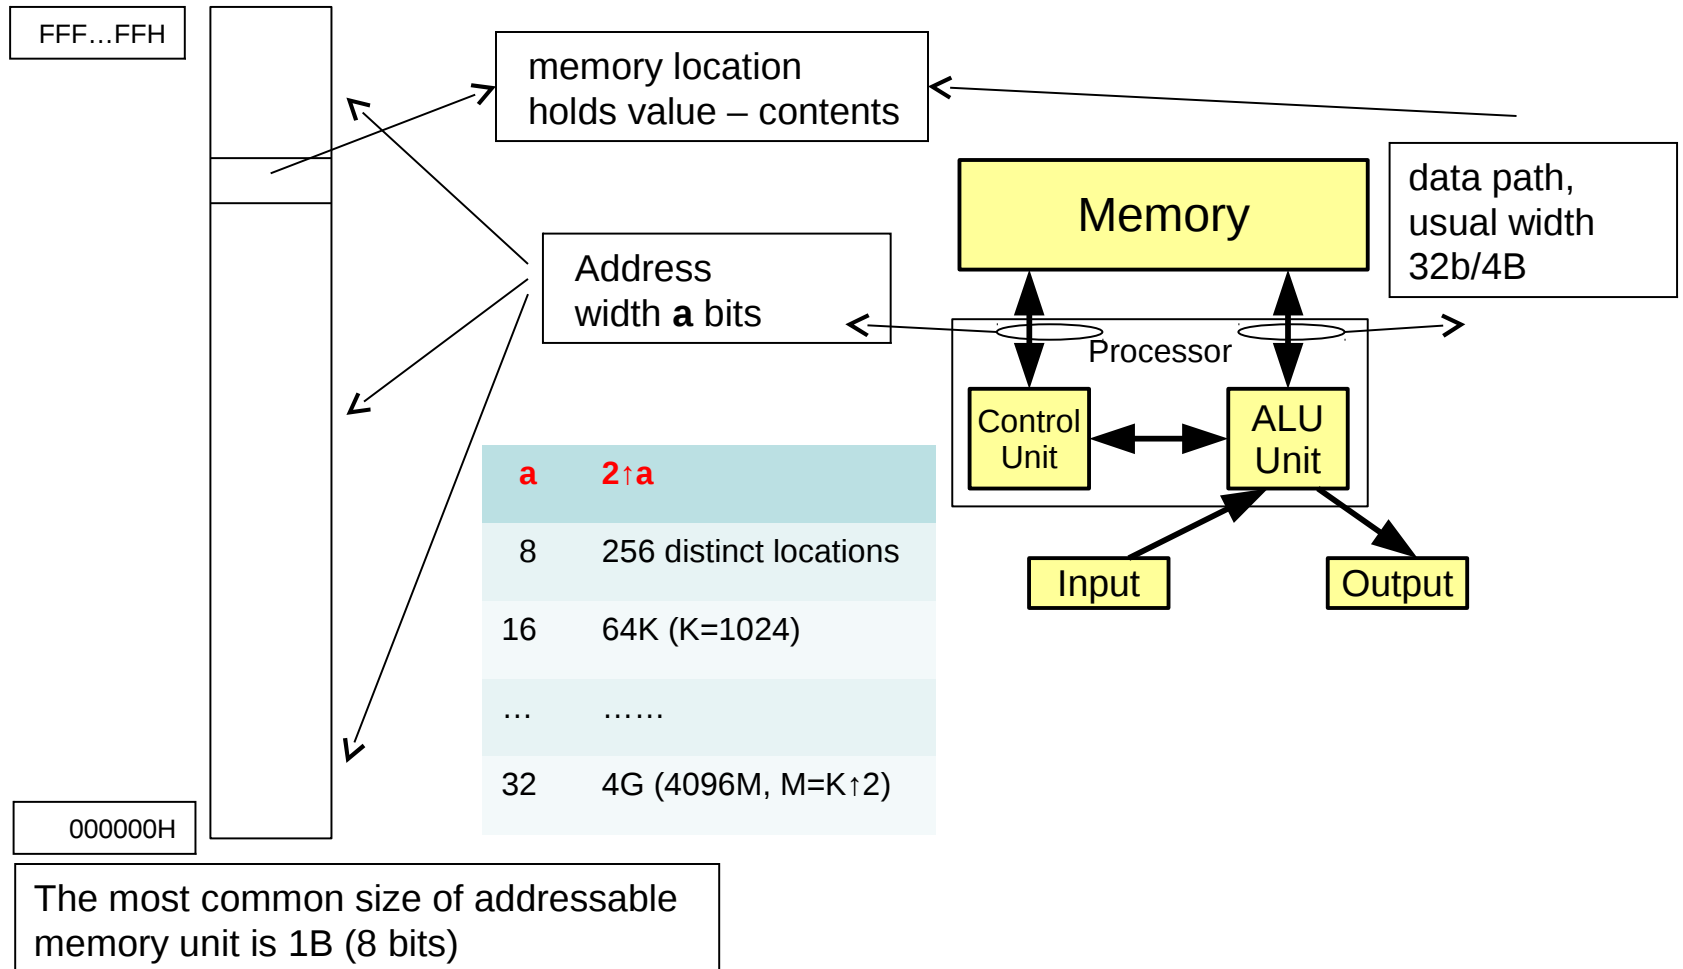 FFF…FFH
memory location
holds value – contents
data path,
usual width
32b/4B
Memory
Address
width a bits
Processor
Control
Unit
ALU
Unit
Input
Output
a 2↑a
8 256 distinct locations
16 64K (K=1024)
… ……
32 4G (4096M, M=K↑2)
000000H
The most common size of addressable
memory unit is 1B (8 bits)